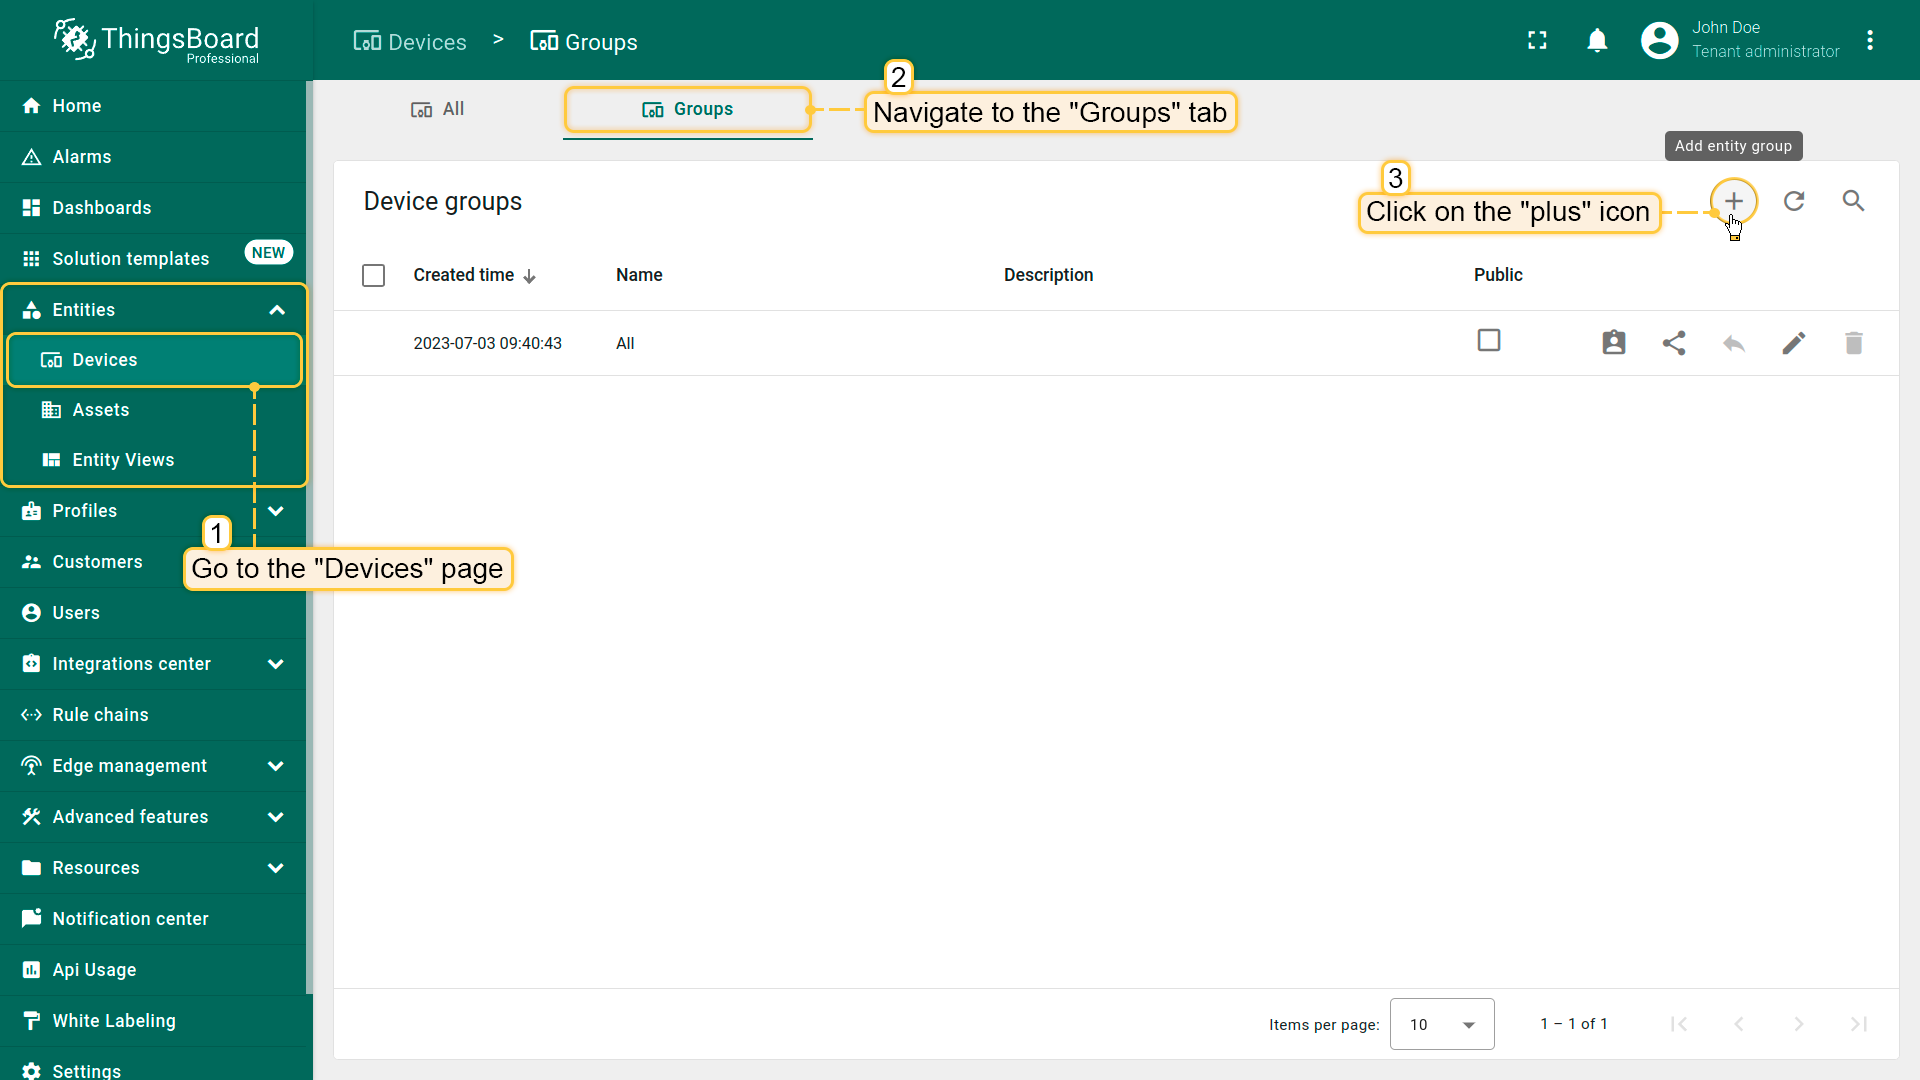 ThingsBoard
Professional
Devices > Groups
John Doe
Tenant administrator
Home
Alarms
Dashboards
Solution templates NEW
Entities
Devices
Assets
Entity Views
Profiles
Customers
Users
Integrations center
Rule chains
Edge management
Advanced features
Resources
Notification center
Api Usage
White Labeling
Settings
1
Go to the "Devices" page
All
Groups
2
Navigate to the "Groups" tab
Add entity group
Device groups
3
Click on the "plus" icon
Created time Name Description Public
2023-07-03 09:40:43 All
Items per page: 10 1 – 1 of 1